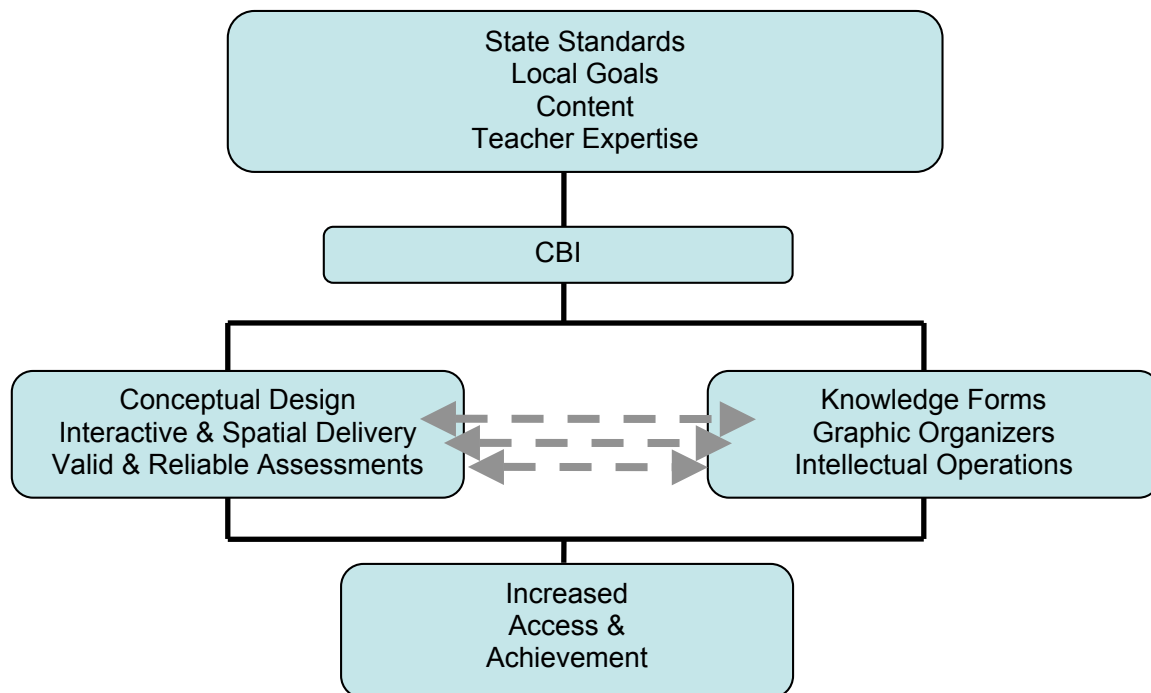 State Standards
Local Goals
Content
Teacher Expertise
CBI
Conceptual Design
Interactive & Spatial Delivery
Valid & Reliable Assessments
Knowledge Forms
Graphic Organizers
Intellectual Operations
Increased
Access &
Achievement